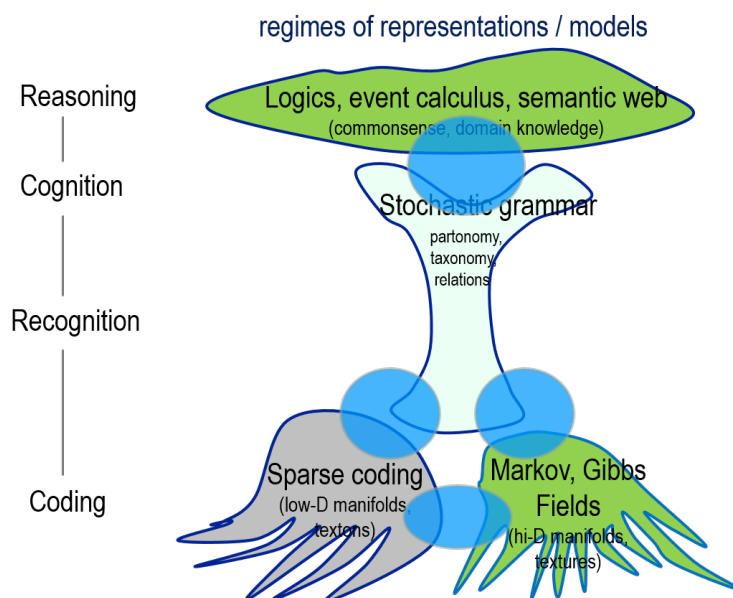 regimes of representations / models
Reasoning
Logics, event calculus, semantic web
(commonsense, domain knowledge)
Cognition
Stochastic grammar
partonomy,
taxonomy,
relations
Recognition
Coding
Sparse coding
(low-D manifolds,
textons)
Markov, Gibbs
Fields
(hi-D manifolds,
textures)